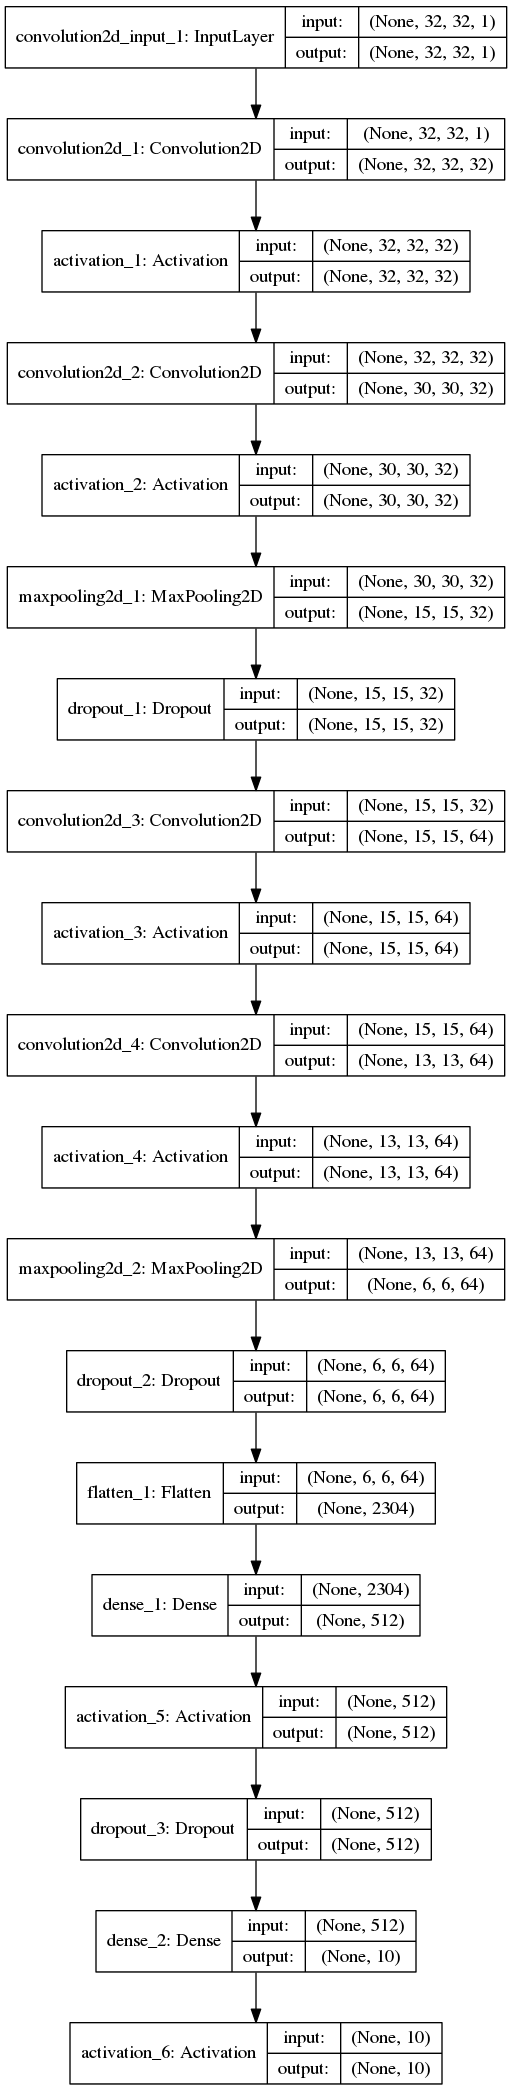 convolution2d_input_1: InputLayer
input: (None, 32, 32, 1)
output: (None, 32, 32, 1)
convolution2d_1: Convolution2D
input: (None, 32, 32, 1)
output: (None, 32, 32, 32)
activation_1: Activation
input: (None, 32, 32, 32)
output: (None, 32, 32, 32)
convolution2d_2: Convolution2D
input: (None, 32, 32, 32)
output: (None, 30, 30, 32)
activation_2: Activation
input: (None, 30, 30, 32)
output: (None, 30, 30, 32)
maxpooling2d_1: MaxPooling2D
input: (None, 30, 30, 32)
output: (None, 15, 15, 32)
dropout_1: Dropout
input: (None, 15, 15, 32)
output: (None, 15, 15, 32)
convolution2d_3: Convolution2D
input: (None, 15, 15, 32)
output: (None, 15, 15, 64)
activation_3: Activation
input: (None, 15, 15, 64)
output: (None, 15, 15, 64)
convolution2d_4: Convolution2D
input: (None, 15, 15, 64)
output: (None, 13, 13, 64)
activation_4: Activation
input: (None, 13, 13, 64)
output: (None, 13, 13, 64)
maxpooling2d_2: MaxPooling2D
input: (None, 13, 13, 64)
output: (None, 6, 6, 64)
dropout_2: Dropout
input: (None, 6, 6, 64)
output: (None, 6, 6, 64)
flatten_1: Flatten
input: (None, 6, 6, 64)
output: (None, 2304)
dense_1: Dense
input: (None, 2304)
output: (None, 512)
activation_5: Activation
input: (None, 512)
output: (None, 512)
dropout_3: Dropout
input: (None, 512)
output: (None, 512)
dense_2: Dense
input: (None, 512)
output: (None, 10)
activation_6: Activation
input: (None, 10)
output: (None, 10)